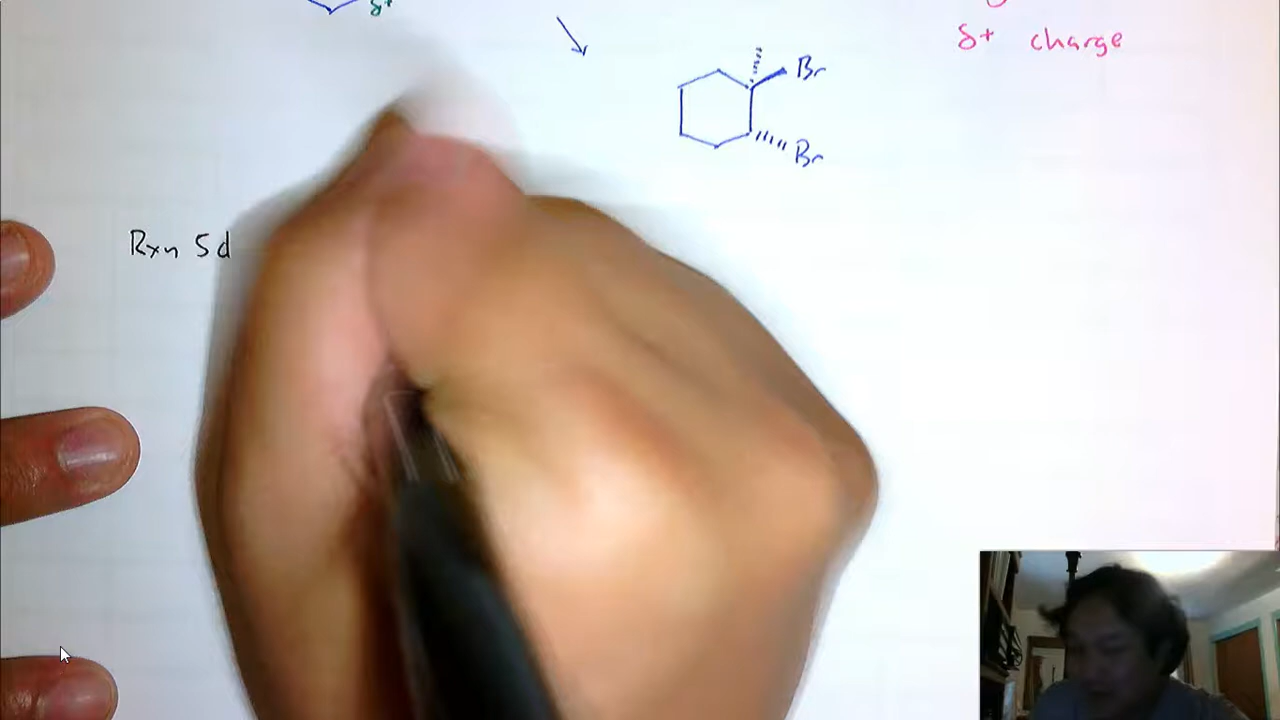 δ+
δ+ charge
Br
Br
Rxn 5d